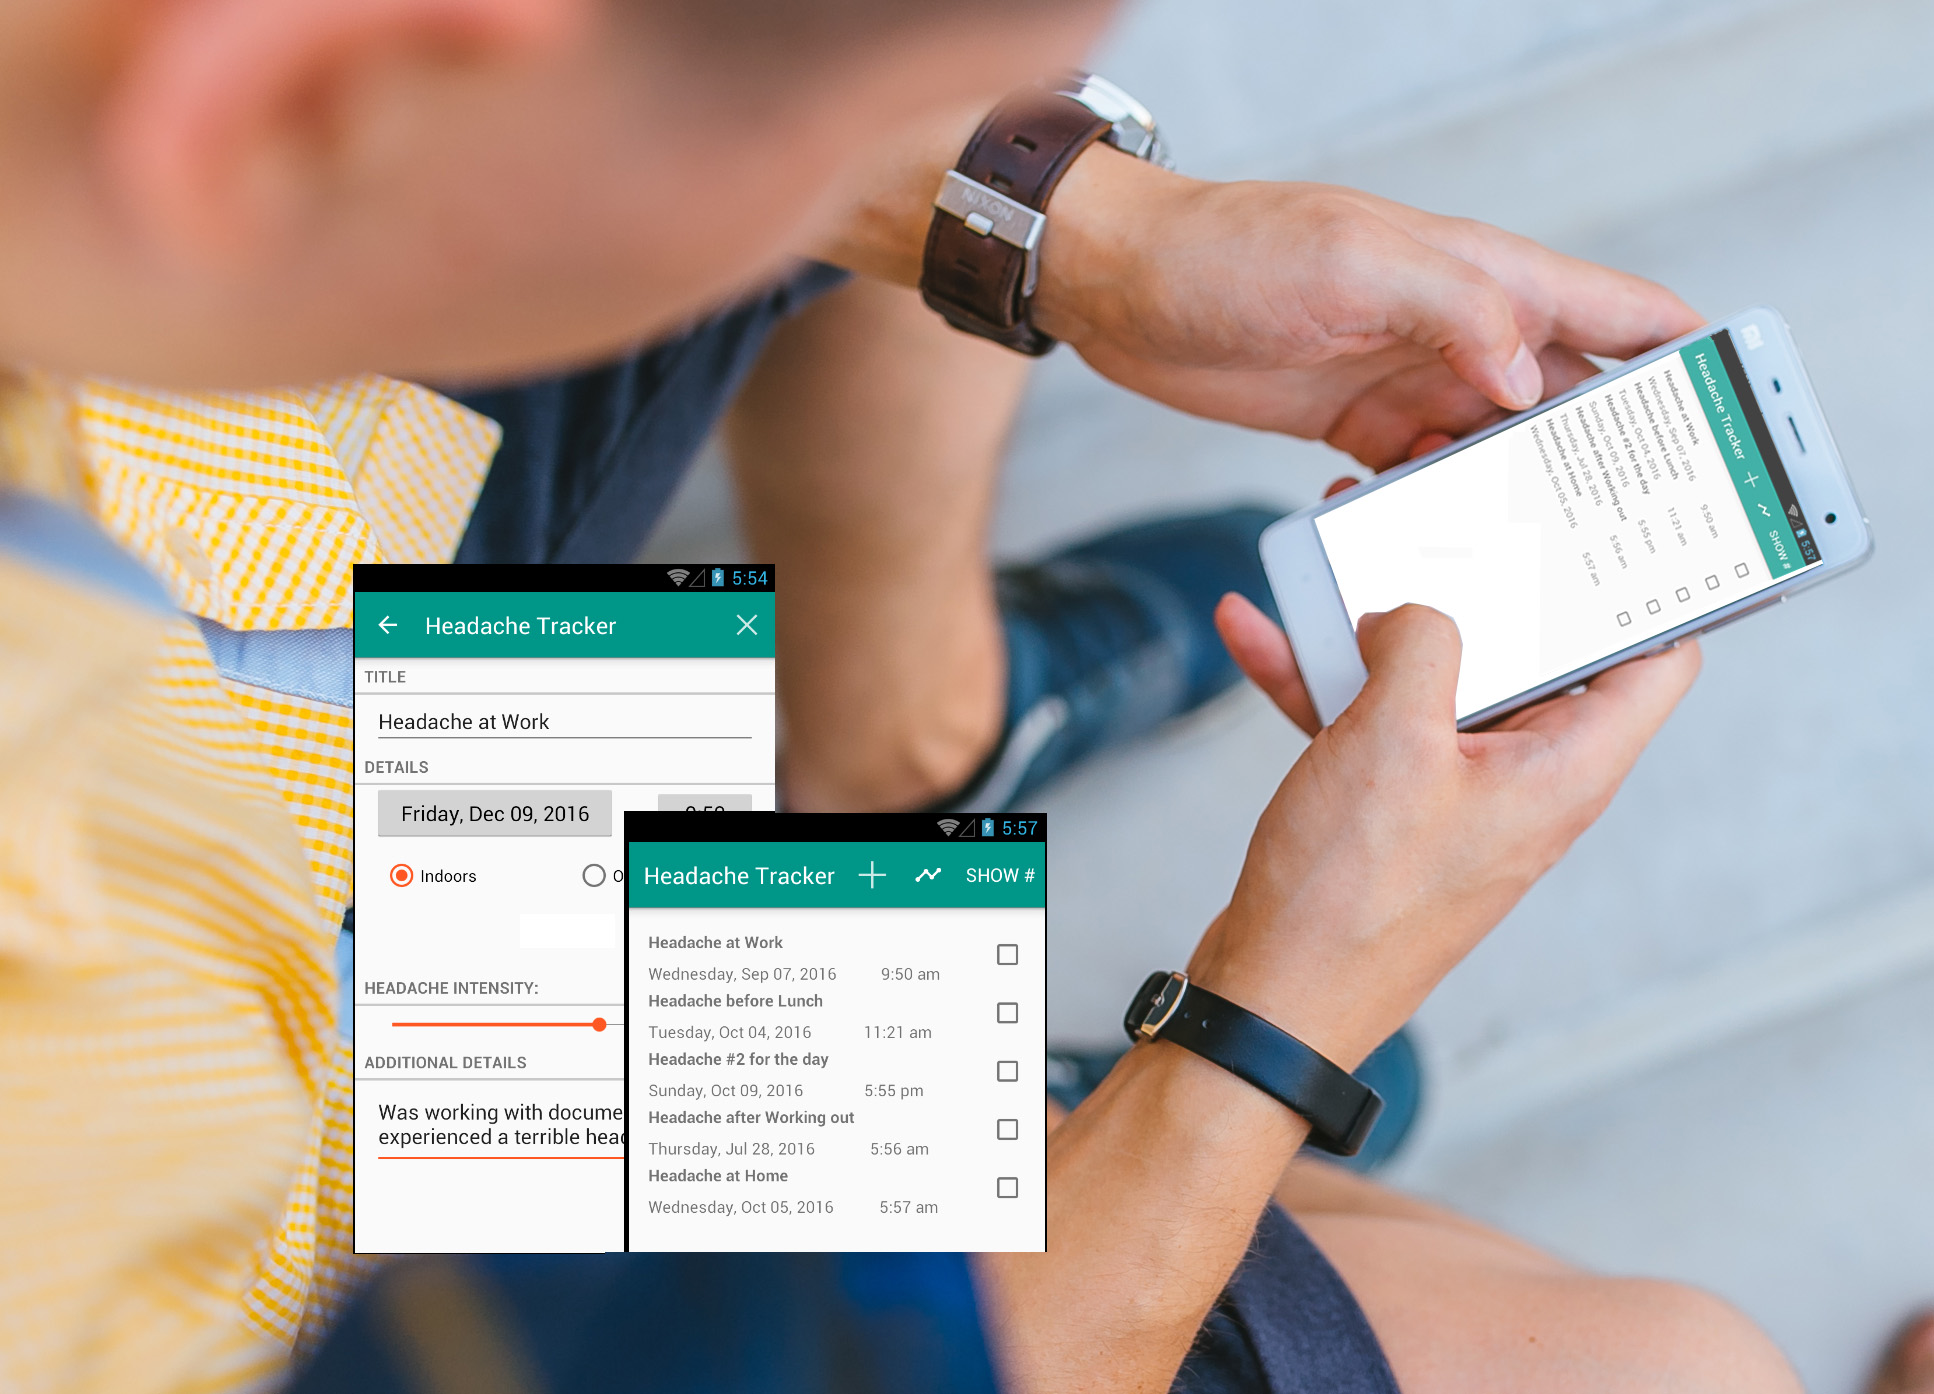 NIXON
Headache Tracker
SHOW #
5:57
Headache at Work
Wednesday, Sep 07, 2016 9:50 am
Headache before Lunch
Tuesday, Oct 04, 2016 11:21 am
Headache #2 for the day
Sunday, Oct 09, 2016 5:55 pm
Headache after Working out
Thursday, Jul 28, 2016 5:56 am
Headache at Home
Wednesday, Oct 05, 2016 5:57 am
5:54
Headache Tracker
TITLE
Headache at Work
DETAILS
Friday, Dec 09, 2016
Indoors O
HEADACHE INTENSITY:
ADDITIONAL DETAILS
Was working with docume
experienced a terrible head
5:57
Headache Tracker SHOW #
Headache at Work
Wednesday, Sep 07, 2016 9:50 am
Headache before Lunch
Tuesday, Oct 04, 2016 11:21 am
Headache #2 for the day
Sunday, Oct 09, 2016 5:55 pm
Headache after Working out
Thursday, Jul 28, 2016 5:56 am
Headache at Home
Wednesday, Oct 05, 2016 5:57 am